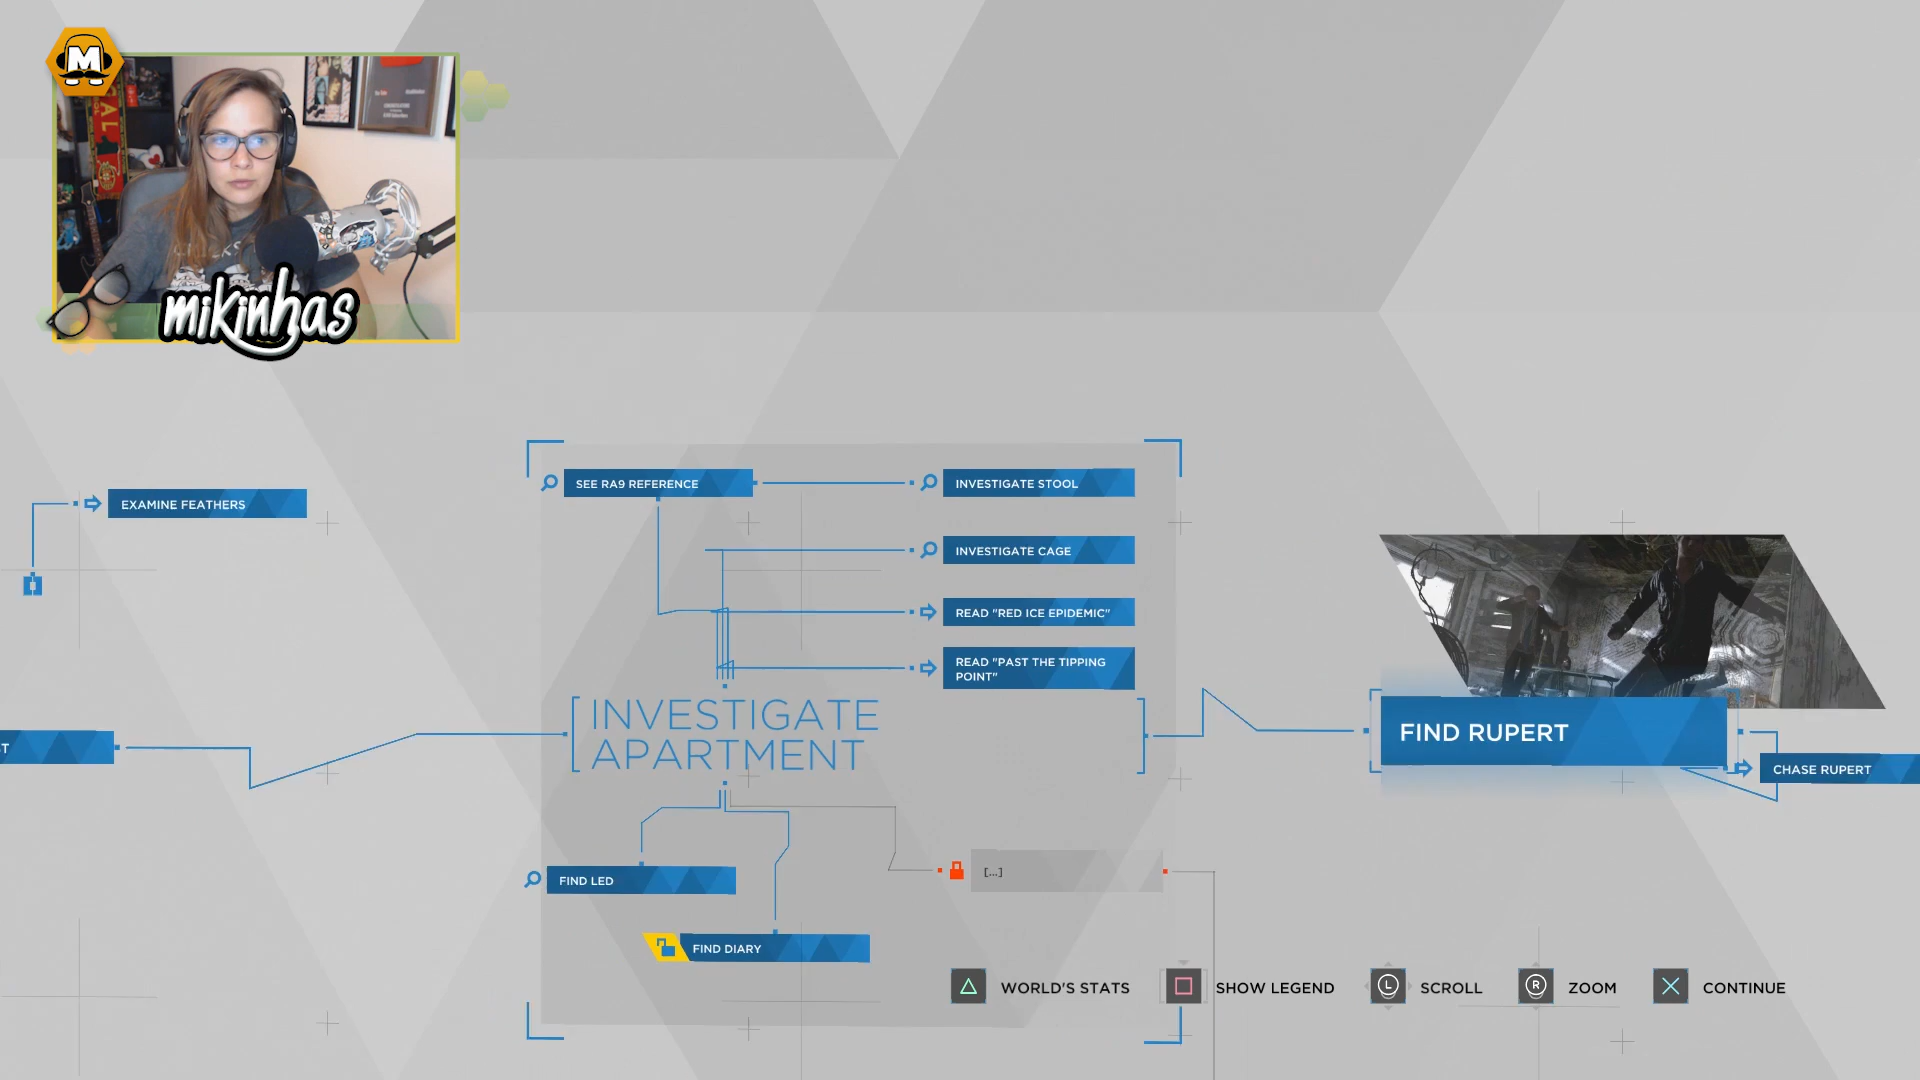 M
AL
mikinhas
EXAMINE FEATHERS
SEE RA9 REFERENCE
INVESTIGATE STOOL
INVESTIGATE CAGE
READ "RED ICE EPIDEMIC"
READ "PAST THE TIPPING
POINT"
INVESTIGATE
APARTMENT
T
FIND RUPERT
CHASE RUPERT
FIND LED
[...]
FIND DIARY
WORLD'S STATS
SHOW LEGEND
L
SCROLL
R
ZOOM
CONTINUE